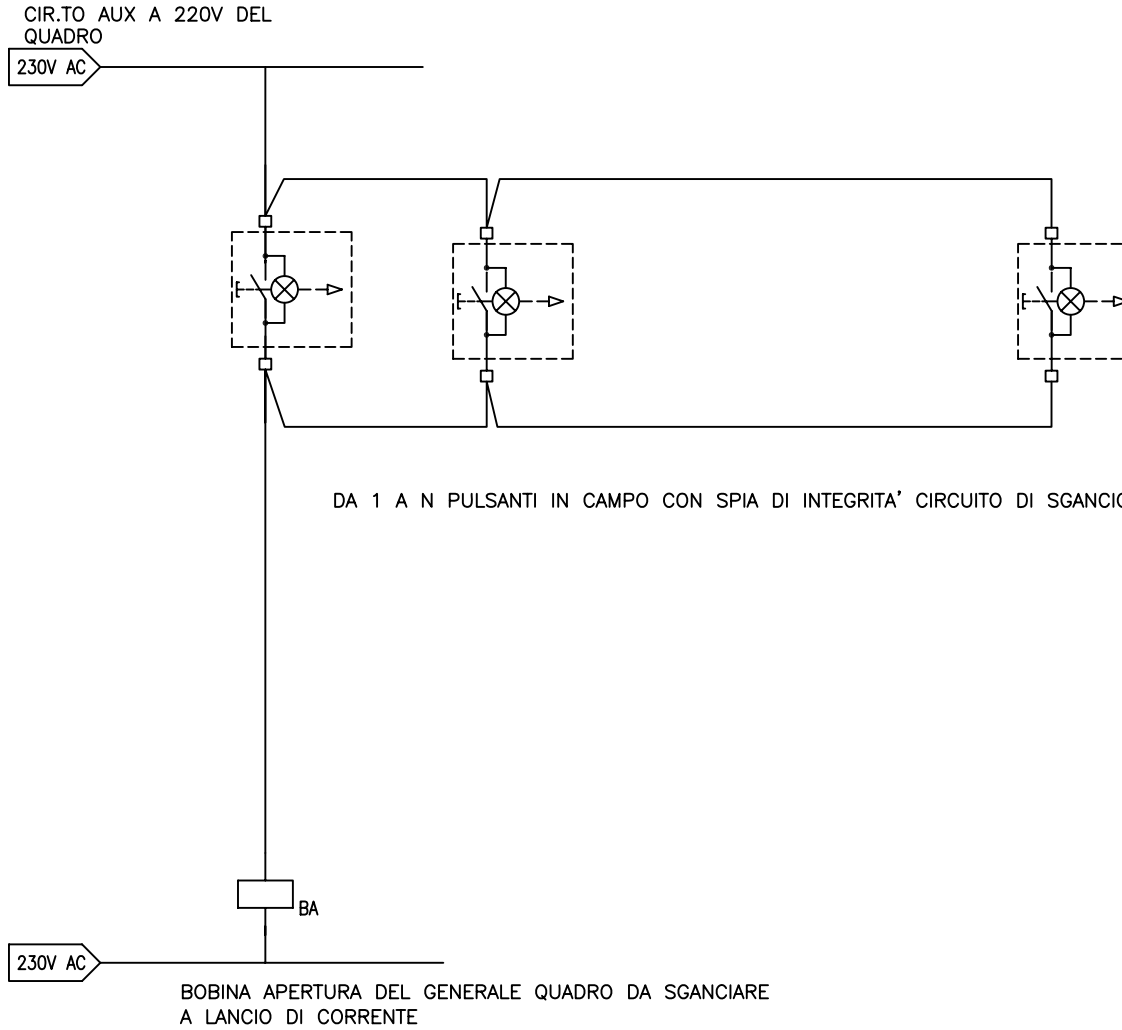 CIR.TO AUX A 220V DEL
QUADRO
230V AC
DA 1 A N PULSANTI IN CAMPO CON SPIA DI INTEGRITA' CIRCUITO DI SGANCIO
BA
230V AC
BOBINA APERTURA DEL GENERALE QUADRO DA SGANCIARE
A LANCIO DI CORRENTE